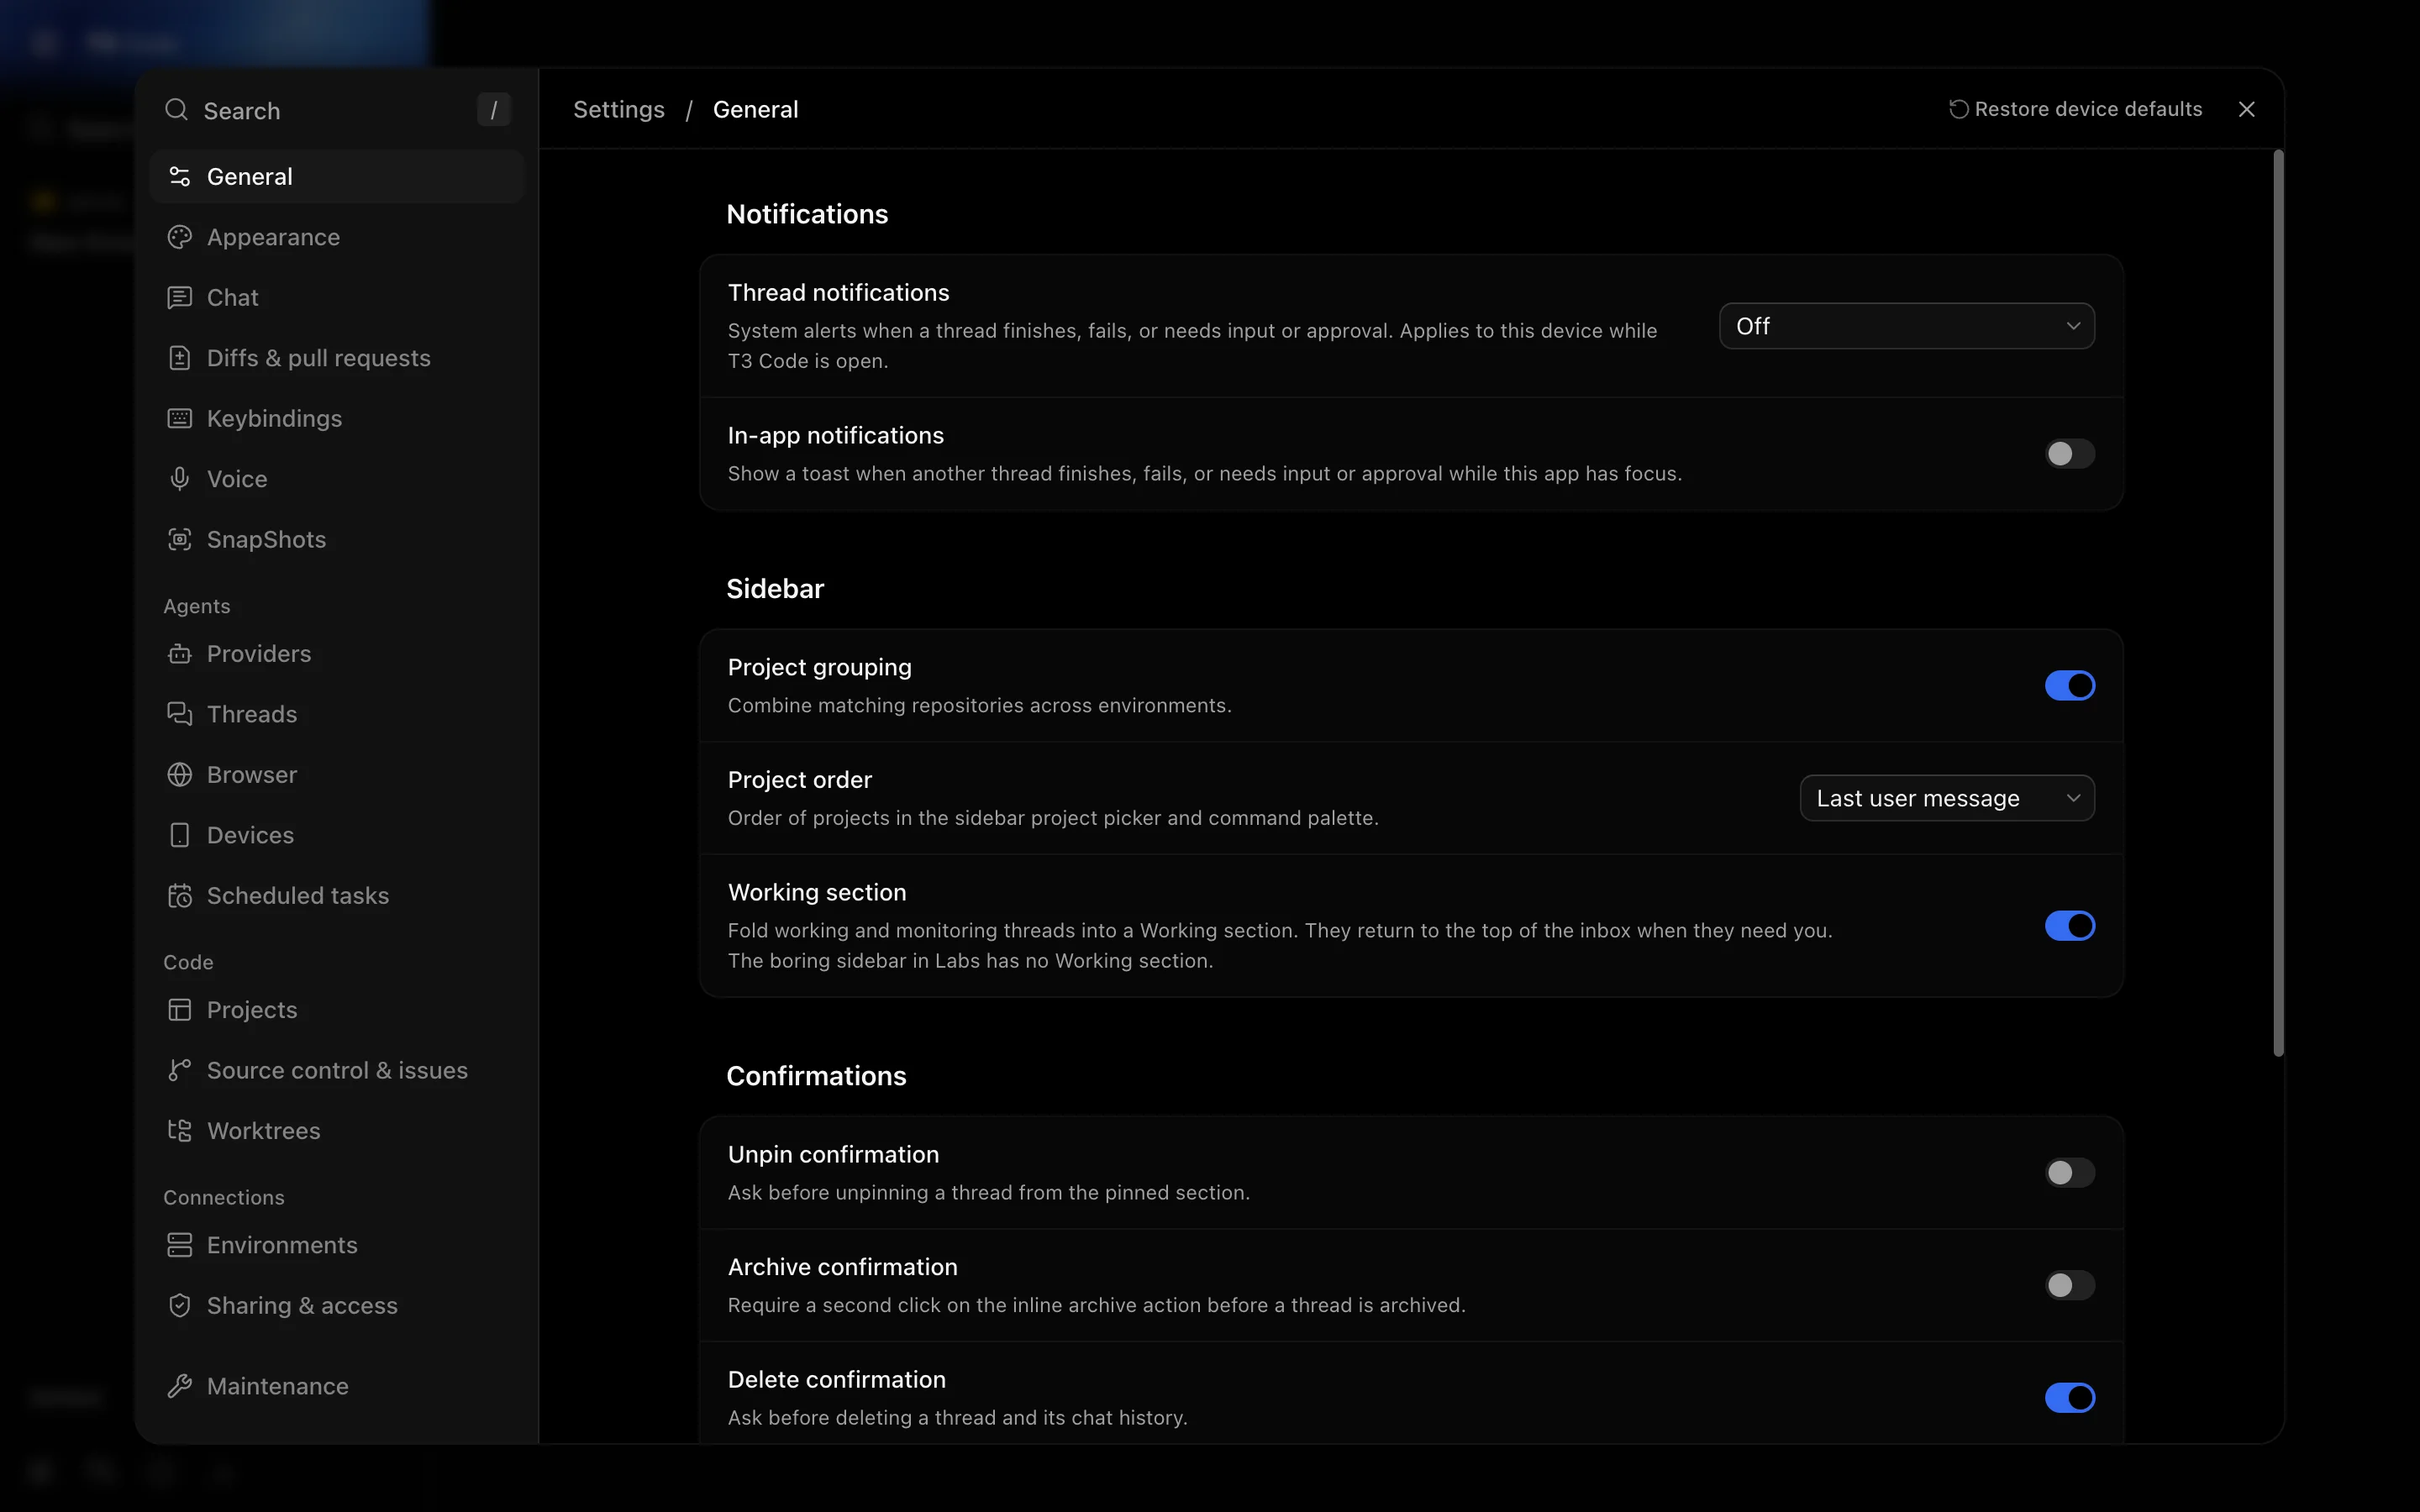 Search
/
General
Appearance
Chat
Diffs & pull requests
Keybindings
Voice
SnapShots
Agents
Providers
Threads
Browser
Devices
Scheduled tasks
Code
Projects
Source control & issues
Worktrees
Connections
Environments
Sharing & access
Maintenance
Settings / General
Restore device defaults
Notifications
Thread notifications
System alerts when a thread finishes, fails, or needs input or approval. Applies to this device while
T3 Code is open.
Off
In-app notifications
Show a toast when another thread finishes, fails, or needs input or approval while this app has focus.
Sidebar
Project grouping
Combine matching repositories across environments.
Project order
Order of projects in the sidebar project picker and command palette.
Last user message
Working section
Fold working and monitoring threads into a Working section. They return to the top of the inbox when they need you.
The boring sidebar in Labs has no Working section.
Confirmations
Unpin confirmation
Ask before unpinning a thread from the pinned section.
Archive confirmation
Require a second click on the inline archive action before a thread is archived.
Delete confirmation
Ask before deleting a thread and its chat history.